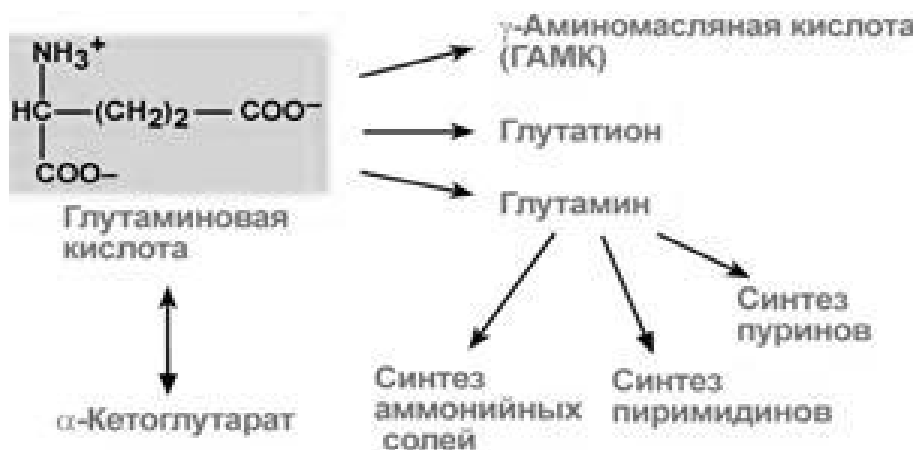 NH₃⁺
HC—(CH₂)₂—COO⁻
COO–
Глутаминовая
кислота
α-Кетоглутарат
γ-Аминомасляная кислота
(ГАМК)
Глутатион
Глутамин
Синтез
аммонийных
солей
Синтез
пиримидинов
Синтез
пуринов